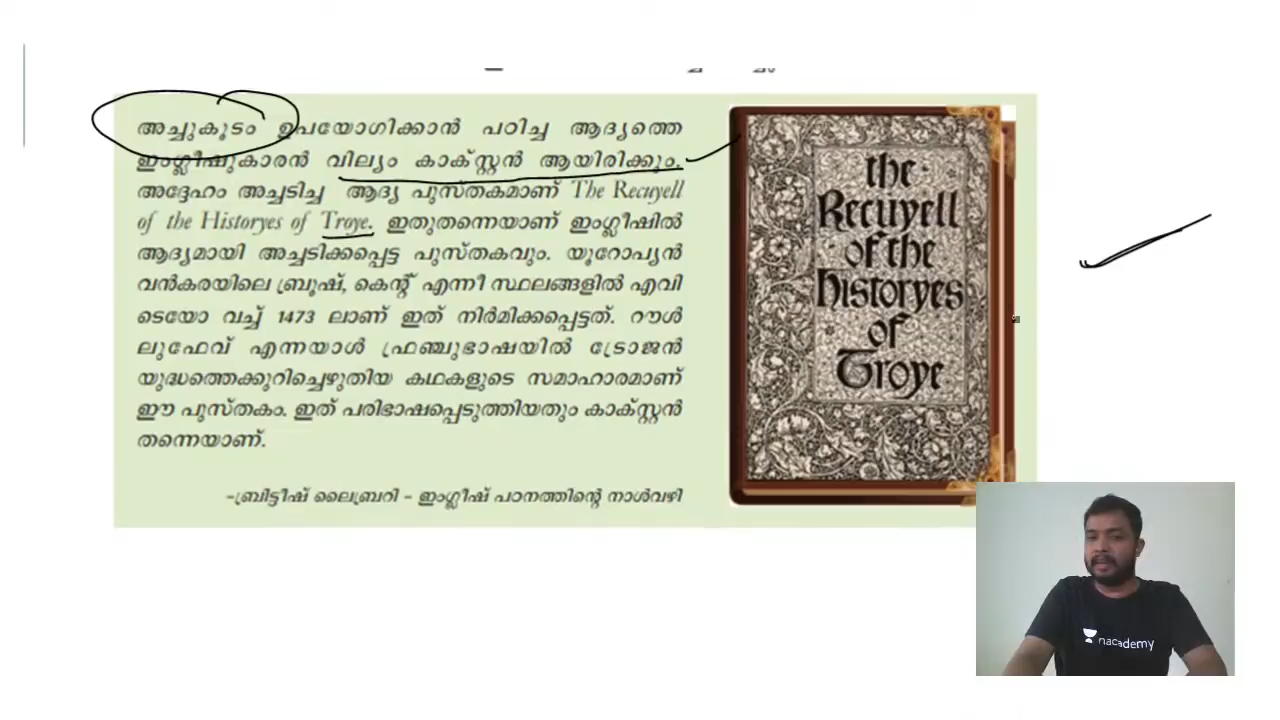 അച്ചുകൂടം ഉപയോഗിക്കാൻ പഠിച്ച ആദ്യത്തെ
ഇംഗ്ലീഷുകാരൻ വില്യം കാക്സ്റ്റൻ ആയിരിക്കും.
അദ്ദേഹം അച്ചടിച്ച ആദ്യ പുസ്തകമാണ് The Recuyell
of the Historyes of Troye. ഇതുതന്നെയാണ് ഇംഗ്ലീഷിൽ
ആദ്യമായി അച്ചടിക്കപ്പെട്ട പുസ്തകവും. യൂറോപ്യൻ
വൻകരയിലെ ബ്രൂഷ്, കെന്റ് എന്നീ സ്ഥലങ്ങളിൽ എവി
ടെയോ വച്ച് 1473 ലാണ് ഇത് നിർമിക്കപ്പെട്ടത്. റൗൾ
ലുഫേവ് എന്നയാൾ ഫ്രഞ്ചുഭാഷയിൽ ട്രോജൻ
യുദ്ധത്തെക്കുറിച്ചെഴുതിയ കഥകളുടെ സമാഹാരമാണ്
ഈ പുസ്തകം. ഇത് പരിഭാഷപ്പെടുത്തിയതും കാക്സ്റ്റൻ
തന്നെയാണ്.
-ബ്രിട്ടീഷ് ലൈബ്രറി - ഇംഗ്ലീഷ് പഠനത്തിന്റെ നാൾവഴി
the
Recuyell
of the
historyes
of
Troye
nacademy